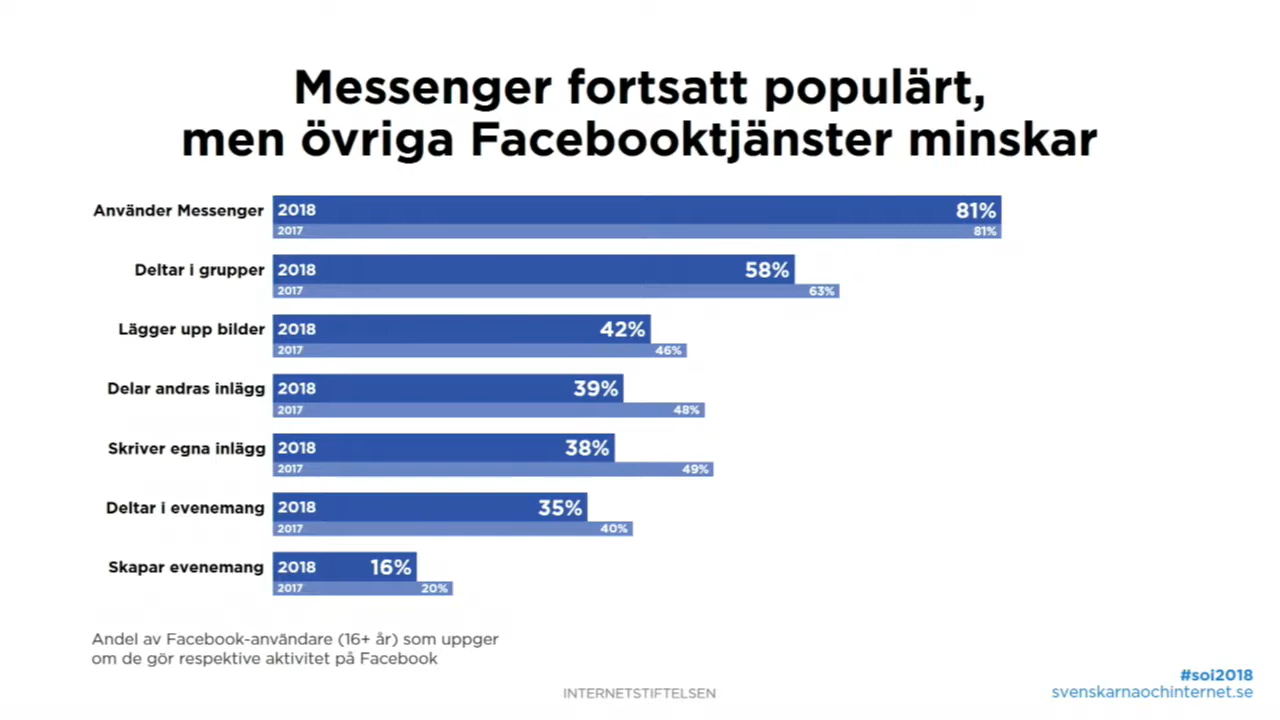 Messenger fortsatt populärt,
men övriga Facebooktjänster minskar
Använder Messenger 2018 81%
2017 81%
Deltar i grupper 2018 58%
2017 63%
Lägger upp bilder 2018 42%
2017 46%
Delar andras inlägg 2018 39%
2017 48%
Skriver egna inlägg 2018 38%
2017 49%
Deltar i evenemang 2018 35%
2017 40%
Skapar evenemang 2018 16%
2017 20%
Andel av Facebook-användare (16+ år) som uppger
om de gör respektive aktivitet på Facebook
#soi2018
svenskarnaochinternet.se
INTERNETSTIFTELSEN